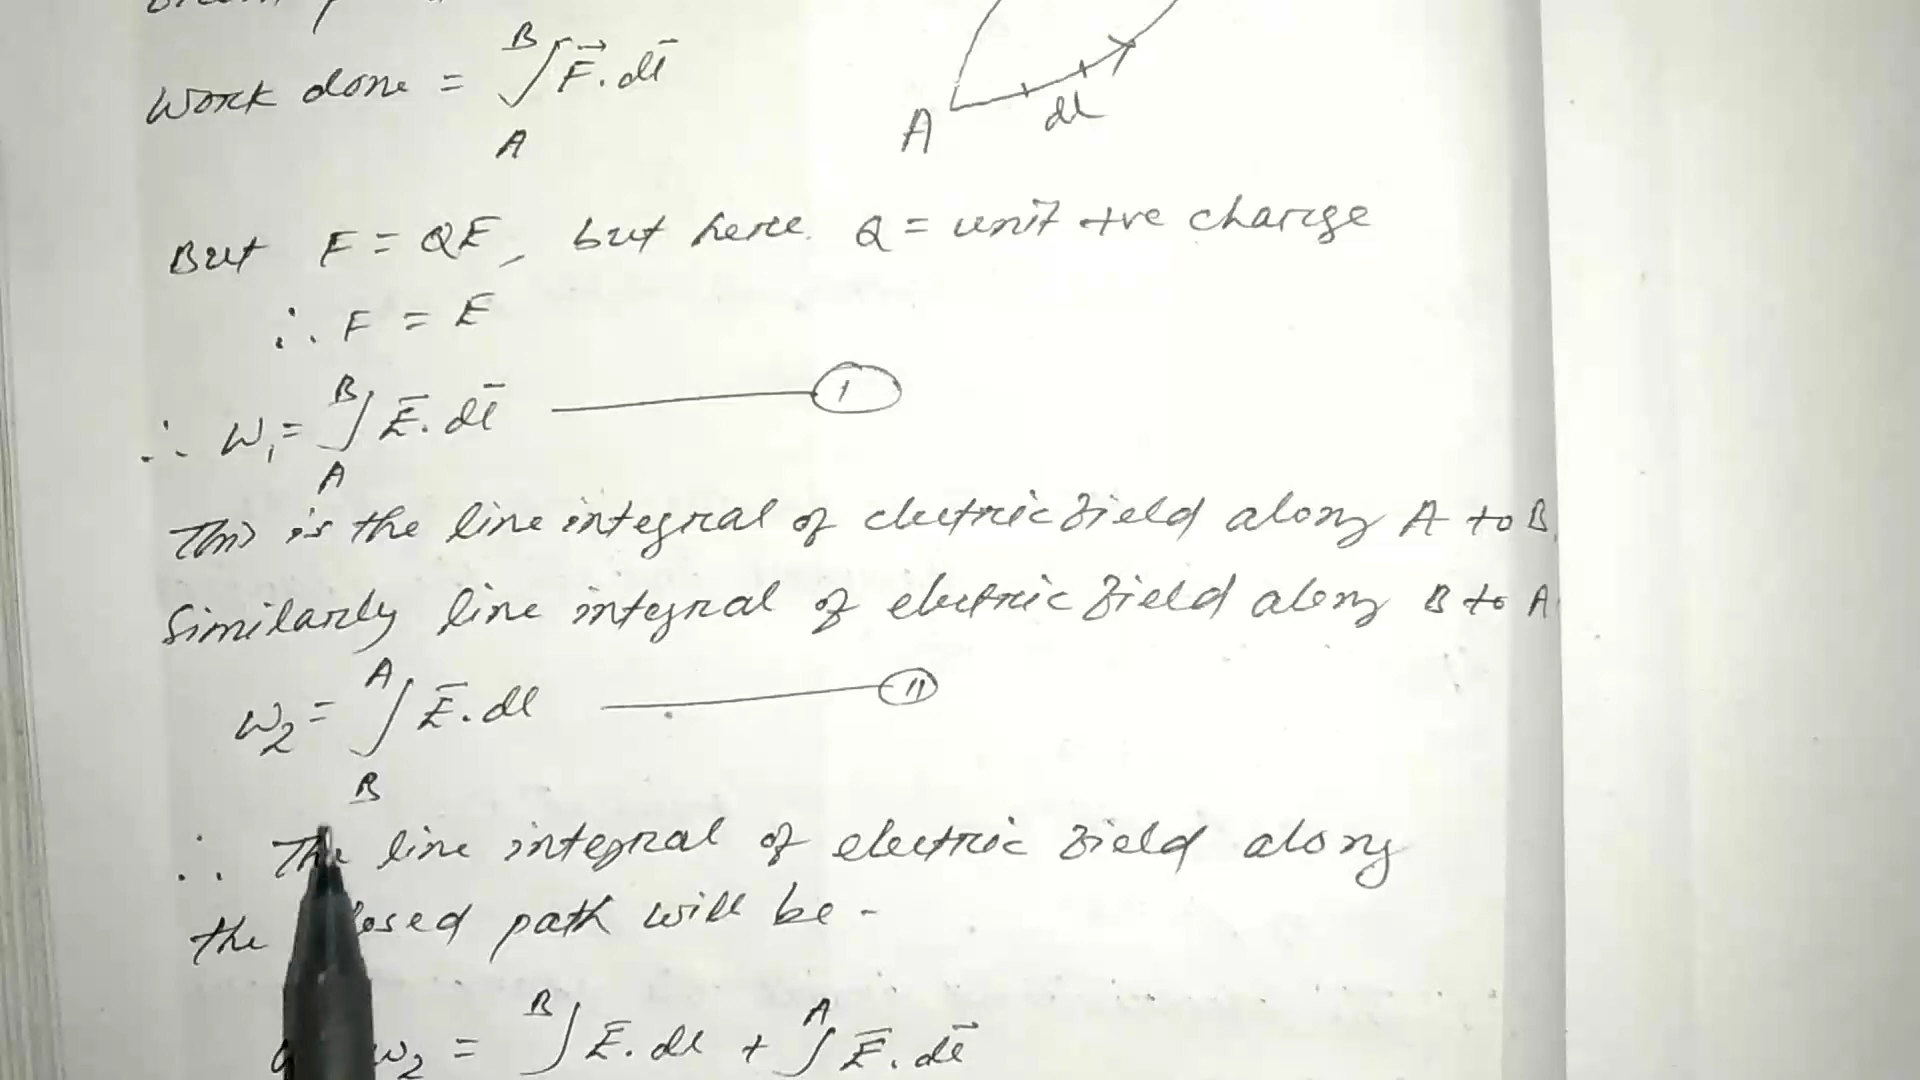 Work done = ∫_A^B F⃗. dl̄
A
dl
But F = QE, but here. Q = unit +ve charge
∴ F = E
∴ W₁ = ∫_A^B Ē. dl̄ ——— (1)
This is the line integral of electric field along A to B.
Similarly line integral of electric field along B to A
W₂ = ∫_B^A Ē. dl ——— (11)
∴ The line integral of electric field along
the path will be -
W₂ = ∫^B Ē. dl + ∫^A Ē. dl̄